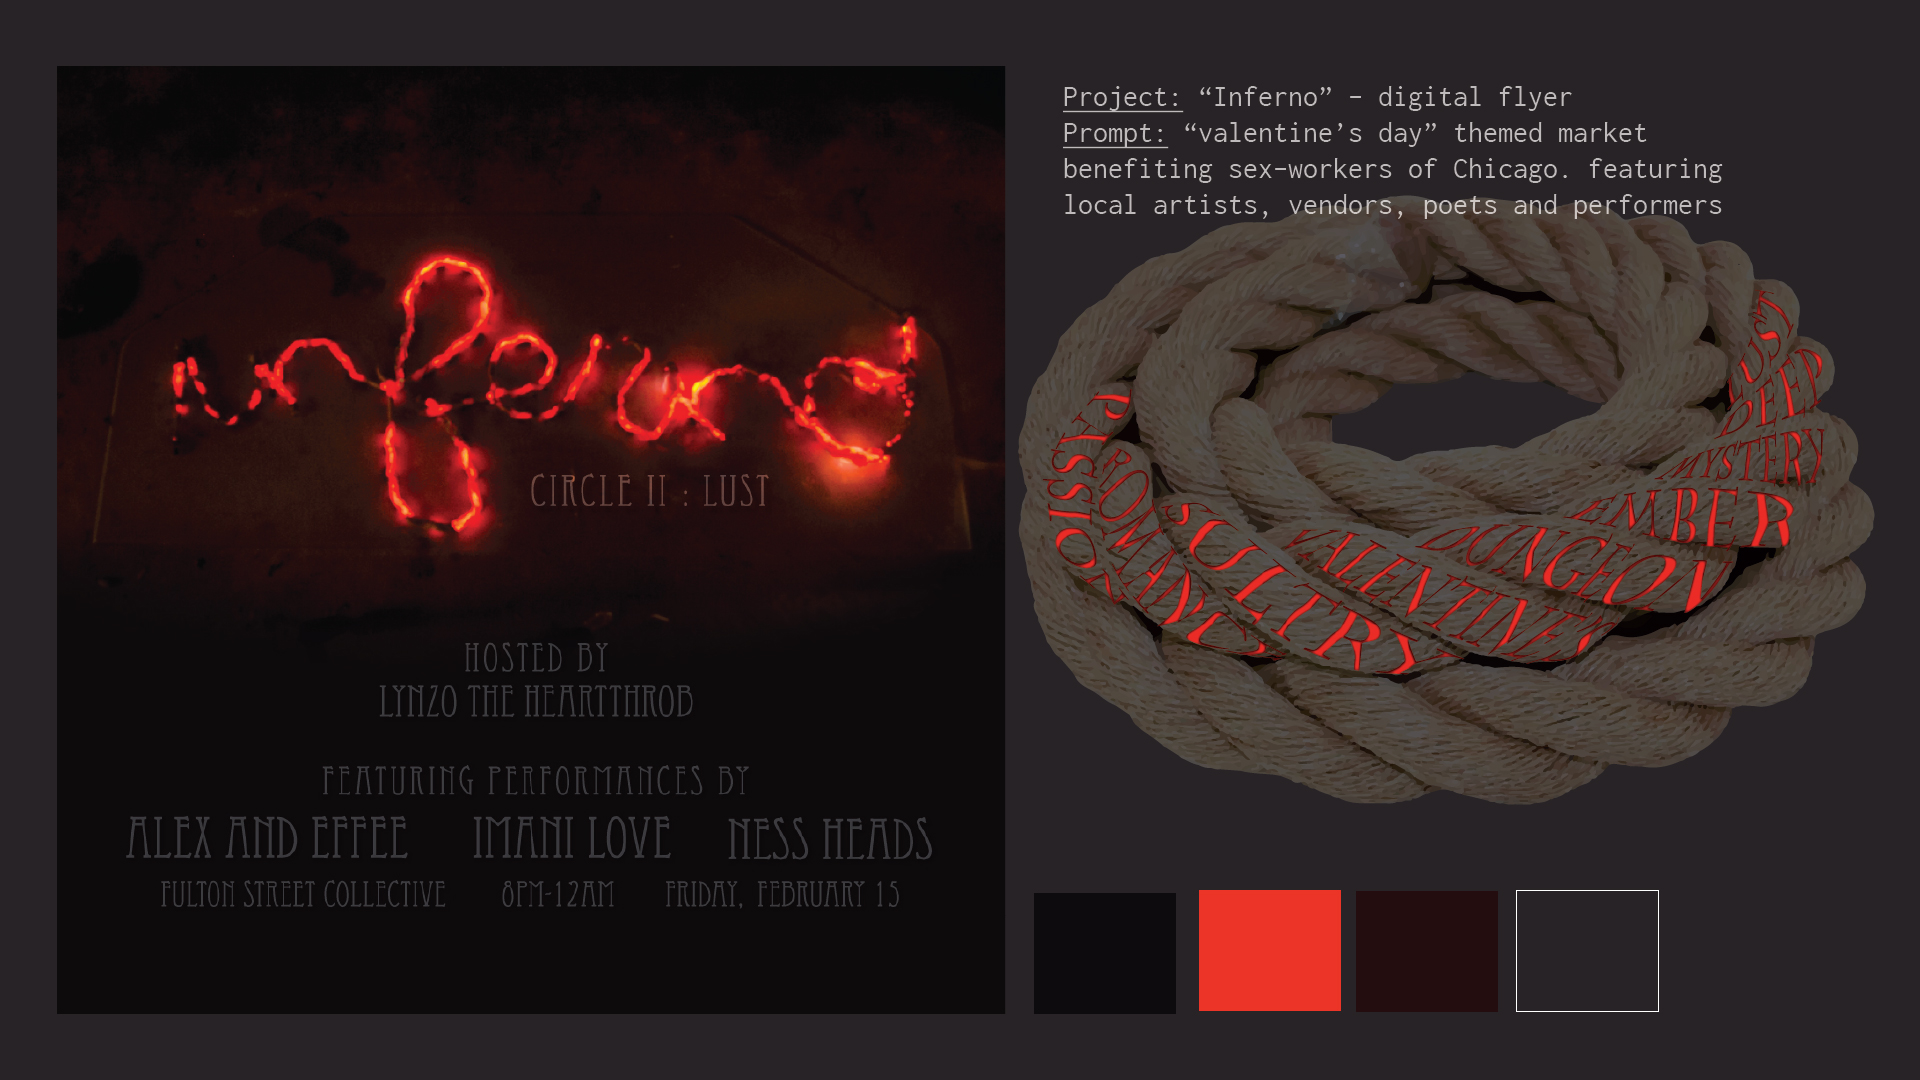 inferno
CIRCLE II : LUST
HOSTED BY
LYNZO THE HEARTTHROB
FEATURING PERFORMANCES BY
ALEX AND EFFEE IMANI LOVE NESS HEADS
FULTON STREET COLLECTIVE 8PM-12AM FRIDAY, FEBRUARY 15
Project: “Inferno” – digital flyer
Prompt: “valentine’s day” themed market
benefiting sex-workers of Chicago. featuring
local artists, vendors, poets and performers
PASSION
ROMANCE
SULTRY
VALENTINES
DUNGEON
EMBER
MYSTERY
DEEP
LUST